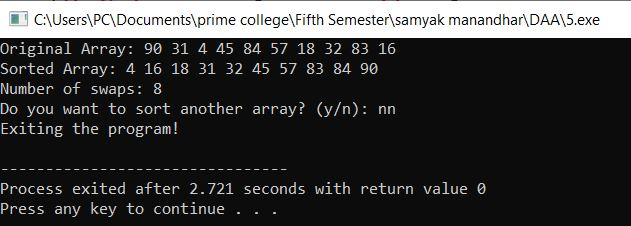 C:\Users\PC\Documents\prime college\Fifth Semester\samyak manandhar\DAA\5.exe
Original Array: 90 31 4 45 84 57 18 32 83 16
Sorted Array: 4 16 18 31 32 45 57 83 84 90
Number of swaps: 8
Do you want to sort another array? (y/n): nn
Exiting the program!
--------------------------------
Process exited after 2.721 seconds with return value 0
Press any key to continue . . .